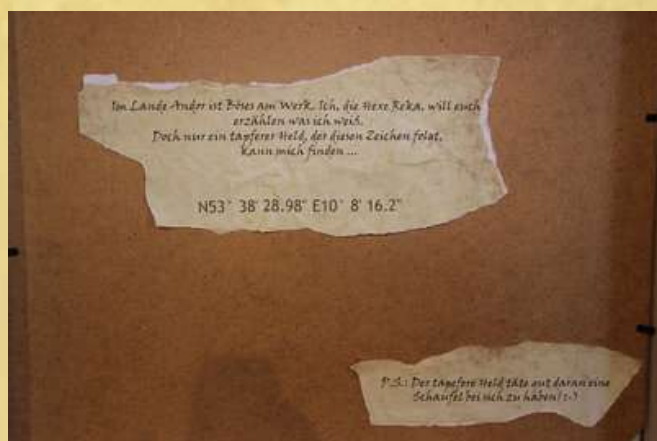 Im Lande Andor ist Böses am Werk. Ich, die Hexe Reka, will euch
erzählen was ich weiß.
Doch nur ein tapferer Held, der diesen Zeichen folgt,
kann mich finden ...
N53° 38' 28.98" E10° 8' 16.2"
P.S.: Der tapfere Held täte gut daran eine
Schaufel bei sich zu haben! :-)